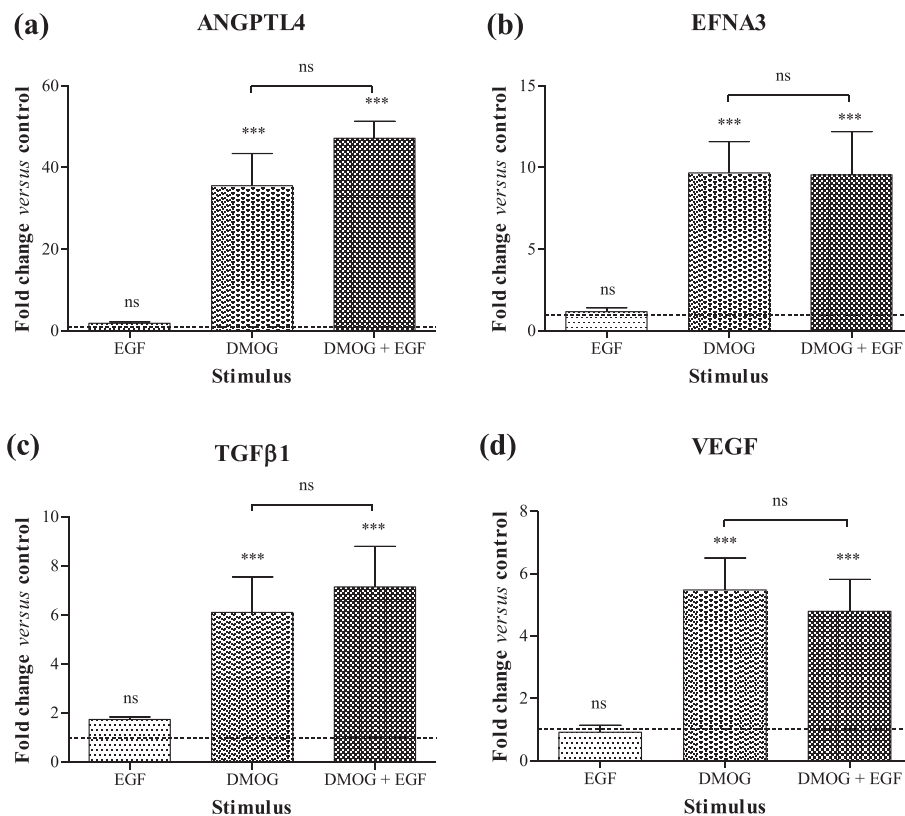 (a)
ANGPTL4
Fold change versus control
60
40
20
0
ns
***
ns
***
EGF
DMOG
DMOG + EGF
Stimulus
(b)
EFNA3
Fold change versus control
15
10
5
0
ns
***
ns
***
EGF
DMOG
DMOG + EGF
Stimulus
(c)
TGFβ1
Fold change versus control
10
8
6
4
2
0
ns
***
ns
***
EGF
DMOG
DMOG + EGF
Stimulus
(d)
VEGF
Fold change versus control
8
6
4
2
0
ns
***
ns
***
EGF
DMOG
DMOG + EGF
Stimulus